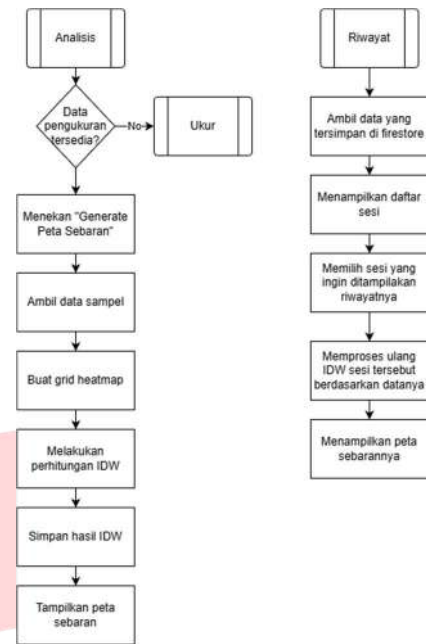 Analisis
Data
pengukuran
tersedia?
No
Ukur
Menekan "Generate
Peta Sebaran"
Ambil data sampel
Buat grid heatmap
Melakukan
perhitungan IDW
Simpan hasil IDW
Tampilkan peta
sebaran
Riwayat
Ambil data yang
tersimpan di firestore
Menampilkan daftar
sesi
Memilih sesi yang
ingin ditampilakan
riwayatnya
Memproses ulang
IDW sesi tersebut
berdasarkan datanya
Menampilkan peta
sebarannya